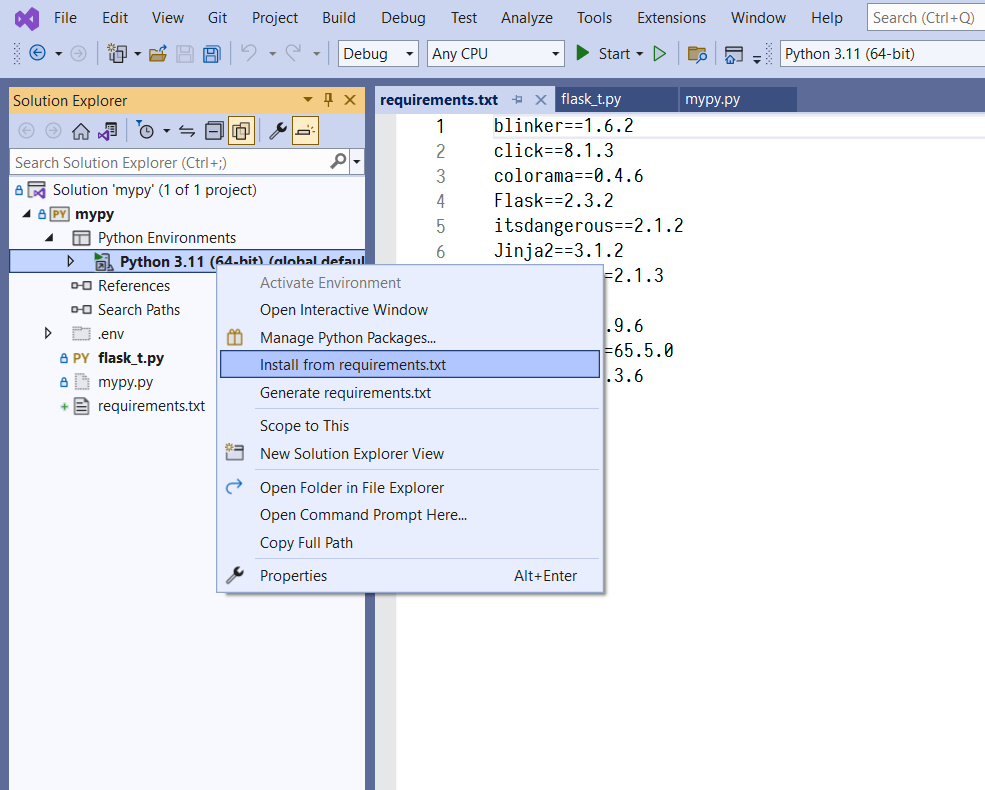 File Edit View Git Project Build Debug Test Analyze Tools Extensions Window Help Search (Ctrl+Q)
Debug Any CPU Start Python 3.11 (64-bit)
Solution Explorer
Search Solution Explorer (Ctrl+;)
Solution 'mypy' (1 of 1 project)
PY mypy
Python Environments
Python 3.11 (64-bit) (global defaul
References
Search Paths
.env
PY flask_t.py
mypy.py
requirements.txt
requirements.txt flask_t.py mypy.py
1 blinker==1.6.2
2 click==8.1.3
3 colorama==0.4.6
4 Flask==2.3.2
5 itsdangerous==2.1.2
6 Jinja2==3.1.2
=2.1.3
.9.6
=65.5.0
.3.6
Activate Environment
Open Interactive Window
Manage Python Packages...
Install from requirements.txt
Generate requirements.txt
Scope to This
New Solution Explorer View
Open Folder in File Explorer
Open Command Prompt Here...
Copy Full Path
Properties Alt+Enter